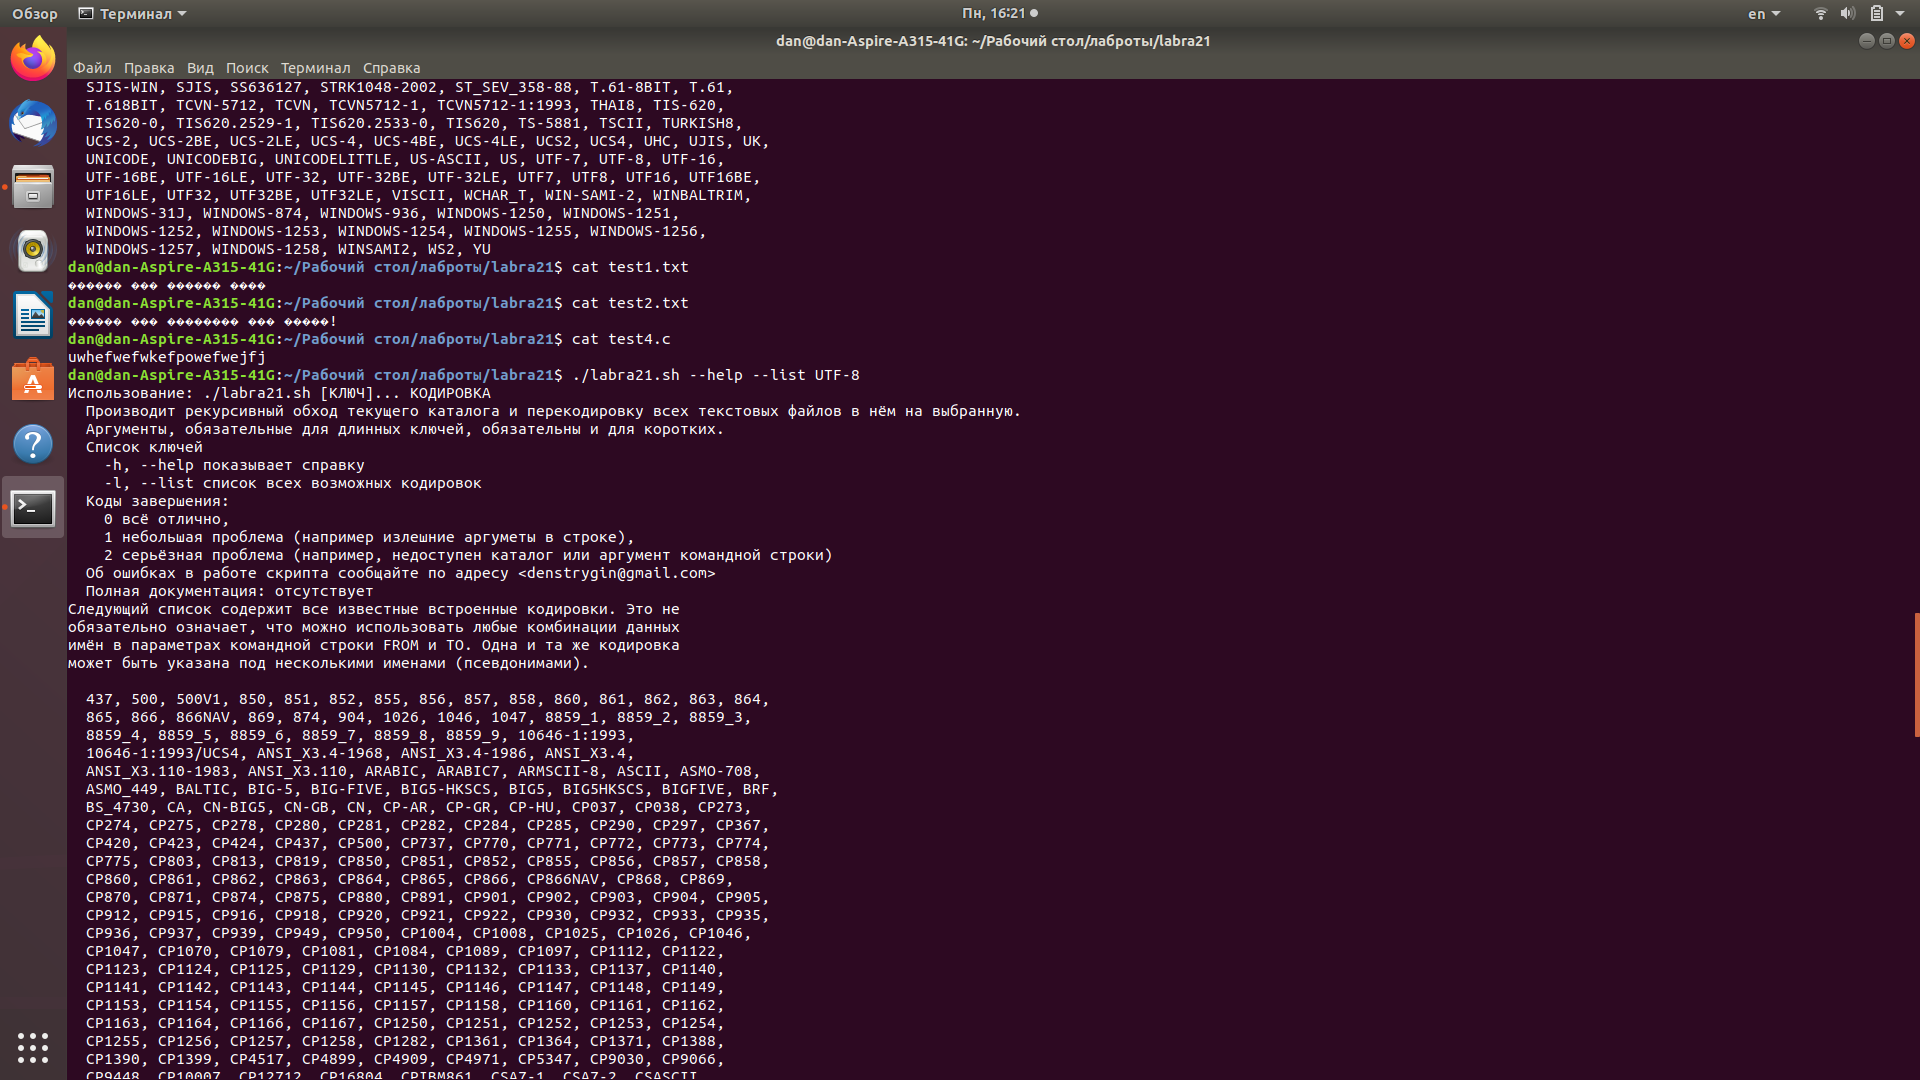 Обзор
Терминал
Пн, 16:21
en
dan@dan-Aspire-A315-41G: ~/Рабочий стол/лаброты/labra21
Файл Правка Вид Поиск Терминал Справка
SJIS-WIN, SJIS, SS636127, STRK1048-2002, ST_SEV_358-88, T.61-8BIT, T.61,
T.618BIT, TCVN-5712, TCVN, TCVN5712-1, TCVN5712-1:1993, THAI8, TIS-620,
TIS620-0, TIS620.2529-1, TIS620.2533-0, TIS620, TS-5881, TSCII, TURKISH8,
UCS-2, UCS-2BE, UCS-2LE, UCS-4, UCS-4BE, UCS-4LE, UCS2, UCS4, UHC, UJIS, UK,
UNICODE, UNICODEBIG, UNICODELITTLE, US-ASCII, US, UTF-7, UTF-8, UTF-16,
UTF-16BE, UTF-16LE, UTF-32, UTF-32BE, UTF-32LE, UTF7, UTF8, UTF16, UTF16BE,
UTF16LE, UTF32, UTF32BE, UTF32LE, VISCII, WCHAR_T, WIN-SAMI-2, WINBALTRIM,
WINDOWS-31J, WINDOWS-874, WINDOWS-936, WINDOWS-1250, WINDOWS-1251,
WINDOWS-1252, WINDOWS-1253, WINDOWS-1254, WINDOWS-1255, WINDOWS-1256,
WINDOWS-1257, WINDOWS-1258, WINSAMI2, WS2, YU
dan@dan-Aspire-A315-41G:~/Рабочий стол/лаброты/labra21$ cat test1.txt
������ ��� ������ ����
dan@dan-Aspire-A315-41G:~/Рабочий стол/лаброты/labra21$ cat test2.txt
������ ��� �������� ��� �����!
dan@dan-Aspire-A315-41G:~/Рабочий стол/лаброты/labra21$ cat test4.c
uwhefwefwkefpowefwejfj
dan@dan-Aspire-A315-41G:~/Рабочий стол/лаброты/labra21$ ./labra21.sh --help --list UTF-8
Использование: ./labra21.sh [КЛЮЧ]... КОДИРОВКА
Производит рекурсивный обход текущего каталога и перекодировку всех текстовых файлов в нём на выбранную.
Аргументы, обязательные для длинных ключей, обязательны и для коротких.
Список ключей
-h, --help показывает справку
-l, --list список всех возможных кодировок
Коды завершения:
0 всё отлично,
1 небольшая проблема (например излешние аргуметы в строке),
2 серьёзная проблема (например, недоступен каталог или аргумент командной строки)
Об ошибках в работе скрипта сообщайте по адресу <denstrygin@gmail.com>
Полная документация: отсутствует
Следующий список содержит все известные встроенные кодировки. Это не
обязательно означает, что можно использовать любые комбинации данных
имён в параметрах командной строки FROM и TO. Одна и та же кодировка
может быть указана под несколькими именами (псевдонимами).
437, 500, 500V1, 850, 851, 852, 855, 856, 857, 858, 860, 861, 862, 863, 864,
865, 866, 866NAV, 869, 874, 904, 1026, 1046, 1047, 8859_1, 8859_2, 8859_3,
8859_4, 8859_5, 8859_6, 8859_7, 8859_8, 8859_9, 10646-1:1993,
10646-1:1993/UCS4, ANSI_X3.4-1968, ANSI_X3.4-1986, ANSI_X3.4,
ANSI_X3.110-1983, ANSI_X3.110, ARABIC, ARABIC7, ARMSCII-8, ASCII, ASMO-708,
ASMO_449, BALTIC, BIG-5, BIG-FIVE, BIG5-HKSCS, BIG5, BIG5HKSCS, BIGFIVE, BRF,
BS_4730, CA, CN-BIG5, CN-GB, CN, CP-AR, CP-GR, CP-HU, CP037, CP038, CP273,
CP274, CP275, CP278, CP280, CP281, CP282, CP284, CP285, CP290, CP297, CP367,
CP420, CP423, CP424, CP437, CP500, CP737, CP770, CP771, CP772, CP773, CP774,
CP775, CP803, CP813, CP819, CP850, CP851, CP852, CP855, CP856, CP857, CP858,
CP860, CP861, CP862, CP863, CP864, CP865, CP866, CP866NAV, CP868, CP869,
CP870, CP871, CP874, CP875, CP880, CP891, CP901, CP902, CP903, CP904, CP905,
CP912, CP915, CP916, CP918, CP920, CP921, CP922, CP930, CP932, CP933, CP935,
CP936, CP937, CP939, CP949, CP950, CP1004, CP1008, CP1025, CP1026, CP1046,
CP1047, CP1070, CP1079, CP1081, CP1084, CP1089, CP1097, CP1112, CP1122,
CP1123, CP1124, CP1125, CP1129, CP1130, CP1132, CP1133, CP1137, CP1140,
CP1141, CP1142, CP1143, CP1144, CP1145, CP1146, CP1147, CP1148, CP1149,
CP1153, CP1154, CP1155, CP1156, CP1157, CP1158, CP1160, CP1161, CP1162,
CP1163, CP1164, CP1166, CP1167, CP1250, CP1251, CP1252, CP1253, CP1254,
CP1255, CP1256, CP1257, CP1258, CP1282, CP1361, CP1364, CP1371, CP1388,
CP1390, CP1399, CP4517, CP4899, CP4909, CP4971, CP5347, CP9030, CP9066,
CP9448, CP10007, CP12712, CP16804, CPIBM861, CSA7-1, CSA7-2, CSASCII,